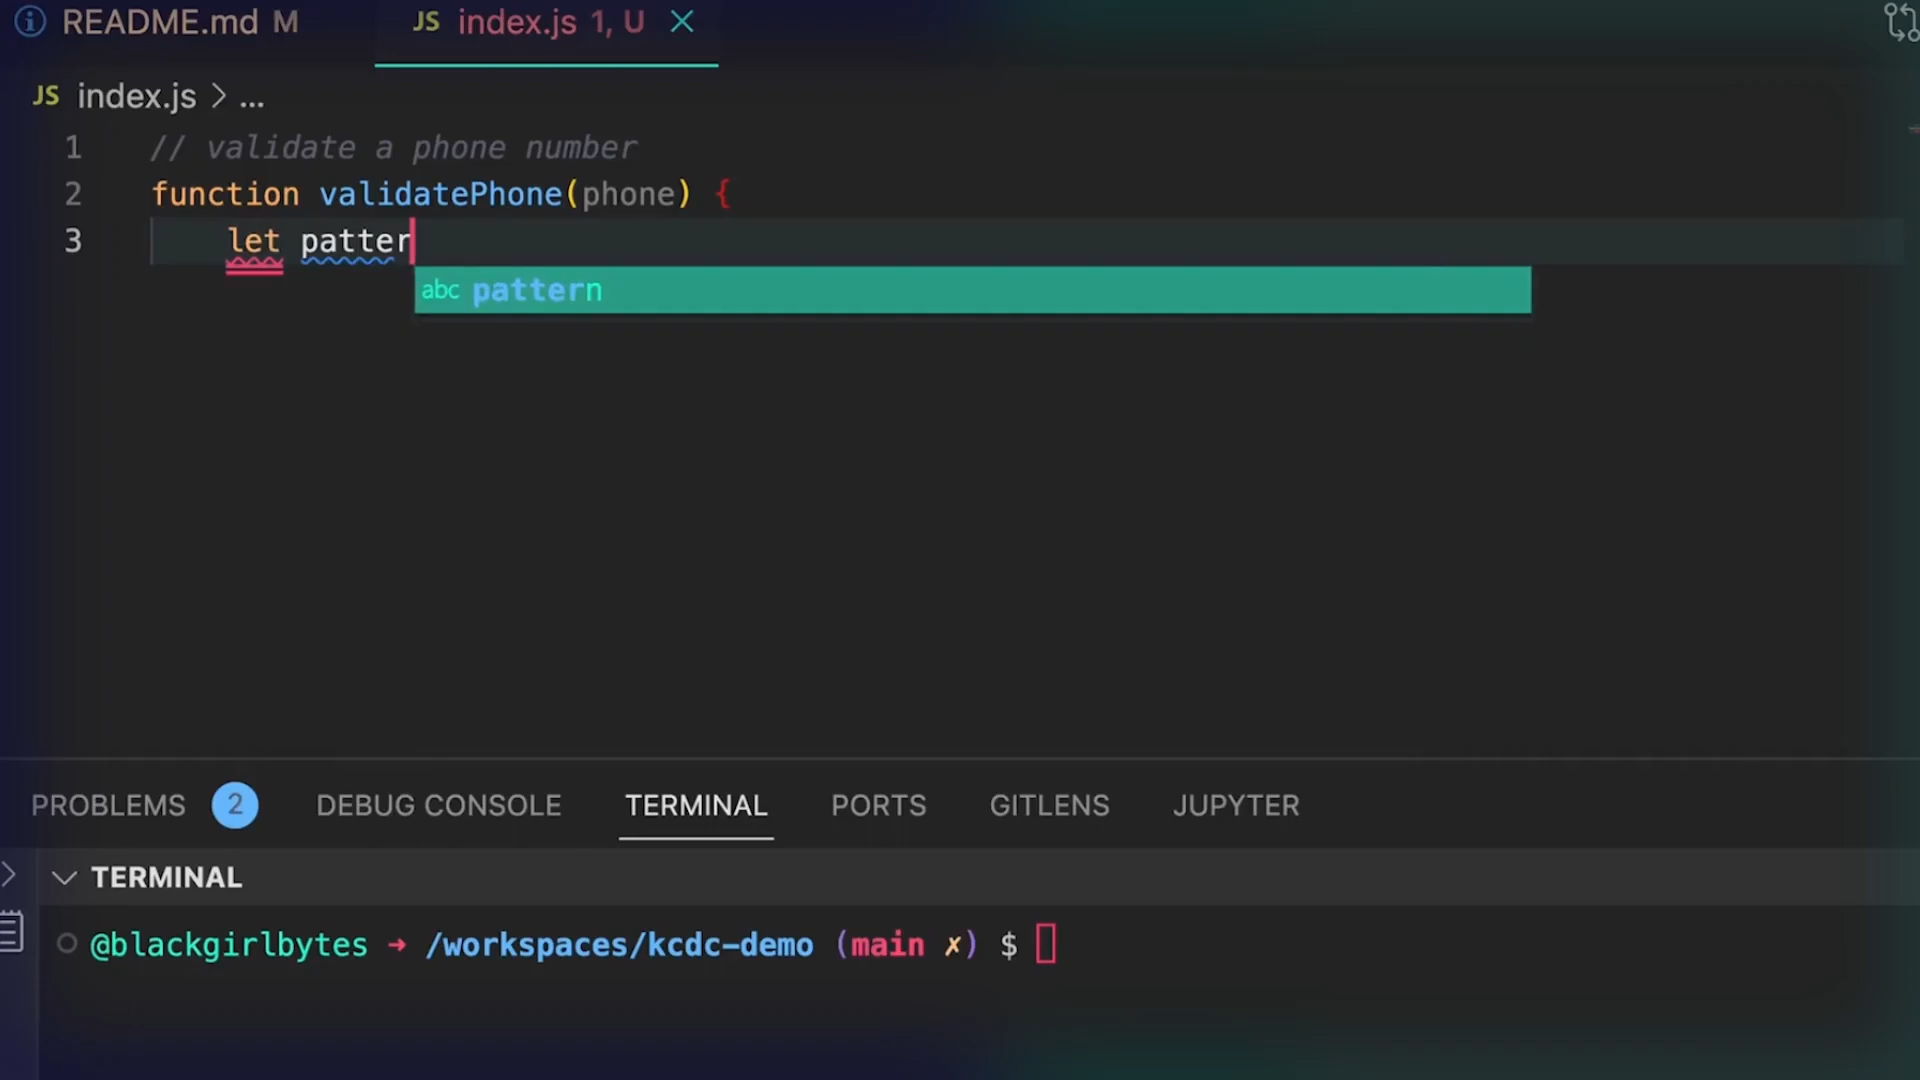 README.md M
JS index.js 1, U
JS index.js > ...
1 // validate a phone number
2 function validatePhone(phone) {
3 let patter
abc pattern
PROBLEMS 2 DEBUG CONSOLE TERMINAL PORTS GITLENS JUPYTER
TERMINAL
@blackgirlbytes → /workspaces/kcdc-demo (main ✗) $